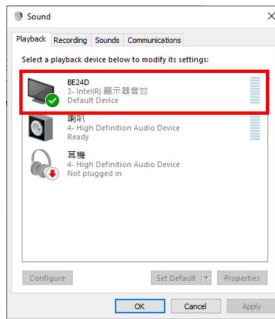 Sound
Playback Recording Sounds Communications
Select a playback device below to modify its settings:
BE24D
3- Intel(R) 顯示器音效
Default Device
喇叭
4- High Definition Audio Device
Ready
耳機
4- High Definition Audio Device
Not plugged in
Configure Set Default Properties
OK Cancel Apply